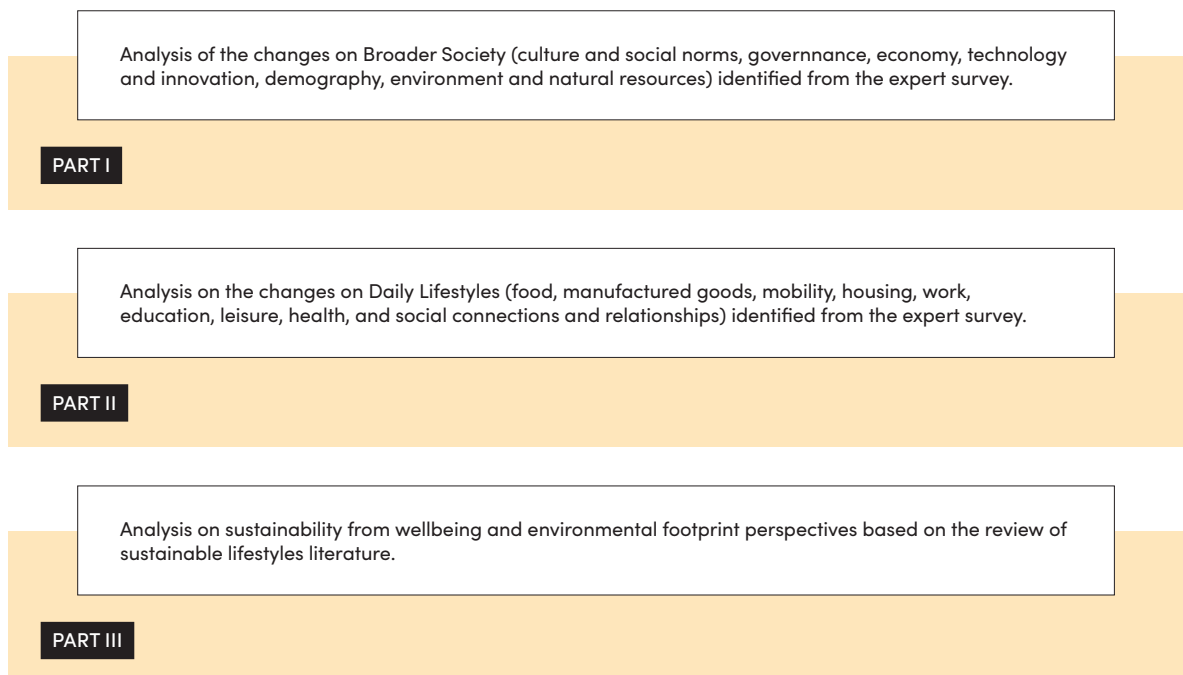 Analysis of the changes on Broader Society (culture and social norms, governnance, economy, technology
and innovation, demography, environment and natural resources) identified from the expert survey.
PART I
Analysis on the changes on Daily Lifestyles (food, manufactured goods, mobility, housing, work,
education, leisure, health, and social connections and relationships) identified from the expert survey.
PART II
Analysis on sustainability from wellbeing and environmental footprint perspectives based on the review of
sustainable lifestyles literature.
PART III